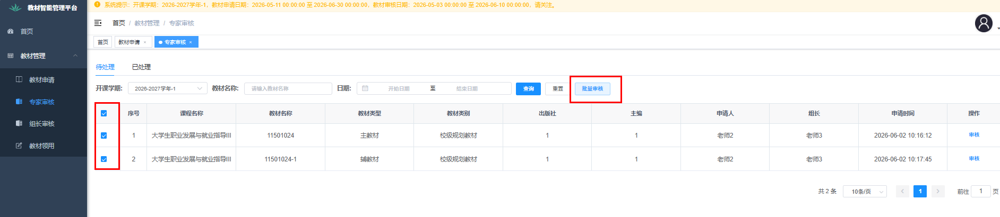 教材智能管理平台
系统提示：开课学期：2026-2027学年-1，教材申请日期：2026-05-11 00:00:00 至 2026-06-30 00:00:00，教材审核日期：2026-05-03 00:00:00 至 2026-06-10 00:00:00，请关注。
首页 / 教材管理 / 专家审核
首页
教材管理
教材申请
专家审核
组长审核
教材领用
首页 教材申请 × 专家审核 ×
待处理 已处理
开课学期: 2026-2027学年-1 教材名称: 请输入教材名称 日期: 开始日期 至 结束日期 查询 重置 批量审核
序号 课程名称 教材名称 教材类型 教材类别 出版社 主编 申请人 组长 申请时间 操作
1 大学生职业发展与就业指导III 11501024 主教材 校级规划教材 1 1 老师2 老师3 2026-06-02 10:16:12 审核
2 大学生职业发展与就业指导III 11501024-1 辅教材 校级规划教材 1 1 老师2 老师3 2026-06-02 10:17:45 审核
共 2 条 10条/页 1 前往 1 页